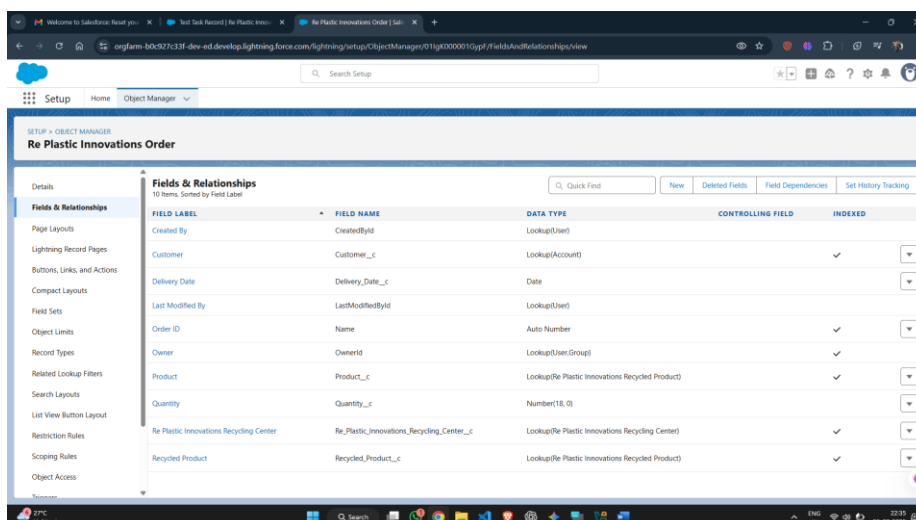 Welcome to Salesforce: Reset you
Test Task Record | Re Plastic Innov
Re Plastic Innovations Order | Sal
orgfarm-b0c927c33f-dev-ed.develop.lightning.force.com/lightning/setup/ObjectManager/01IgK000001GypF/FieldsAndRelationships/view
Search Setup
Setup Home Object Manager
SETUP > OBJECT MANAGER
Re Plastic Innovations Order
Details
Fields & Relationships
Page Layouts
Lightning Record Pages
Buttons, Links, and Actions
Compact Layouts
Field Sets
Object Limits
Record Types
Related Lookup Filters
Search Layouts
List View Button Layout
Restriction Rules
Scoping Rules
Object Access
Triggers
Fields & Relationships
10 Items, Sorted by Field Label
Quick Find New Deleted Fields Field Dependencies Set History Tracking
FIELD LABEL FIELD NAME DATA TYPE CONTROLLING FIELD INDEXED
Created By CreatedById Lookup(User)
Customer Customer__c Lookup(Account)
Delivery Date Delivery_Date__c Date
Last Modified By LastModifiedById Lookup(User)
Order ID Name Auto Number
Owner OwnerId Lookup(User,Group)
Product Product__c Lookup(Re Plastic Innovations Recycled Product)
Quantity Quantity__c Number(18, 0)
Re Plastic Innovations Recycling Center Re_Plastic_Innovations_Recycling_Center__c Lookup(Re Plastic Innovations Recycling Center)
Recycled Product Recycled_Product__c Lookup(Re Plastic Innovations Recycled Product)
27°C
Search
ENG
22:35